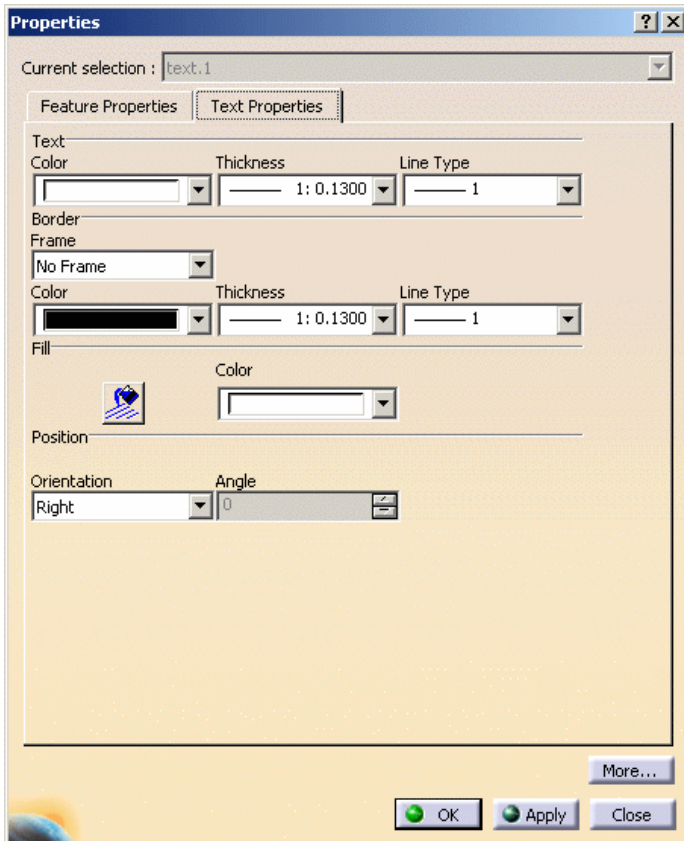 Properties
Current selection : text.1
Feature Properties Text Properties
Text
Color Thickness Line Type
1: 0.1300 1
Border
Frame
No Frame
Color Thickness Line Type
1: 0.1300 1
Fill
Color
Position
Orientation Angle
Right 0
More...
OK Apply Close